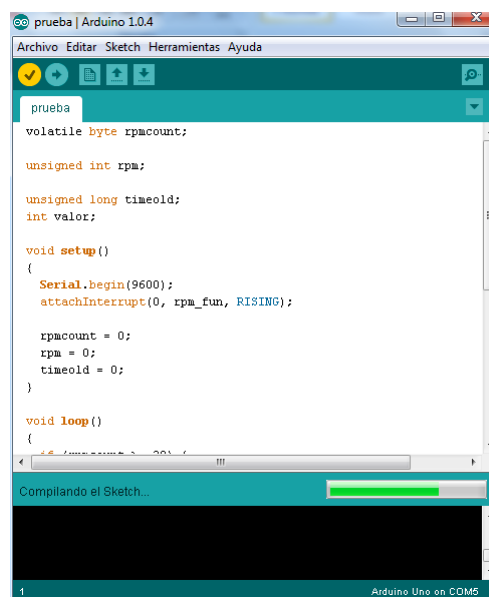 prueba | Arduino 1.0.4
Archivo Editar Sketch Herramientas Ayuda
prueba
volatile byte rpmcount;
unsigned int rpm;
unsigned long timeold;
int valor;
void setup()
{
Serial.begin(9600);
attachInterrupt(0, rpm_fun, RISING);
rpmcount = 0;
rpm = 0;
timeold = 0;
}
void loop()
{
Compilando el Sketch...
1
Arduino Uno on COM5